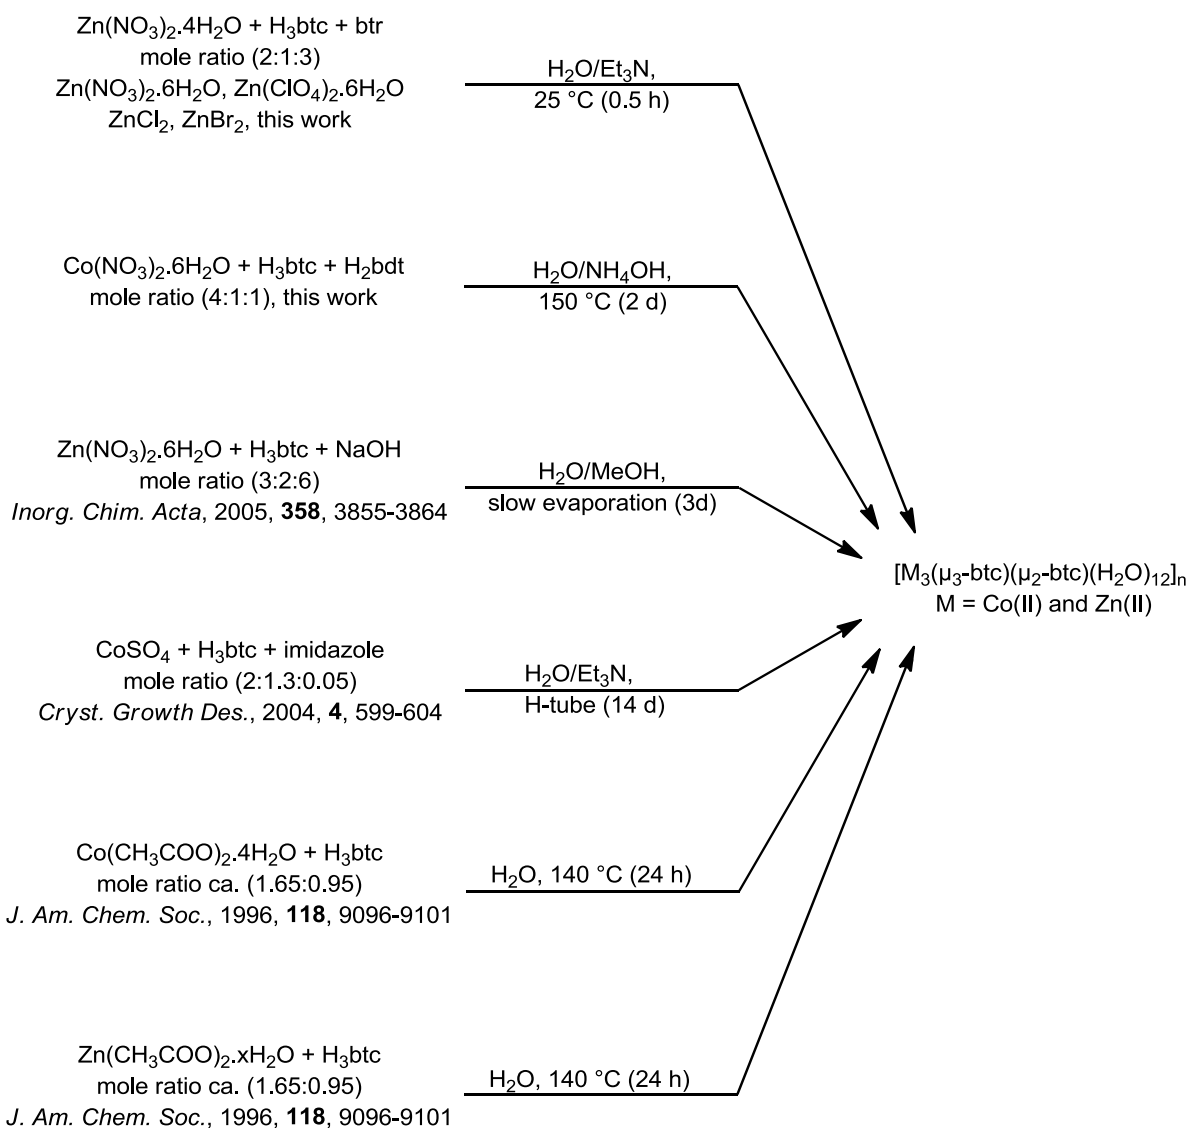 Zn(NO₃)₂.4H₂O + H₃btc + btr
mole ratio (2:1:3)
Zn(NO₃)₂.6H₂O, Zn(ClO₄)₂.6H₂O
ZnCl₂, ZnBr₂, this work
H₂O/Et₃N,
25 °C (0.5 h)
Co(NO₃)₂.6H₂O + H₃btc + H₂bdt
mole ratio (4:1:1), this work
H₂O/NH₄OH,
150 °C (2 d)
Zn(NO₃)₂.6H₂O + H₃btc + NaOH
mole ratio (3:2:6)
Inorg. Chim. Acta, 2005, 358, 3855-3864
H₂O/MeOH,
slow evaporation (3d)
[M₃(μ₃-btc)(μ₂-btc)(H₂O)₁₂]ₙ
M = Co(II) and Zn(II)
CoSO₄ + H₃btc + imidazole
mole ratio (2:1.3:0.05)
Cryst. Growth Des., 2004, 4, 599-604
H₂O/Et₃N,
H-tube (14 d)
Co(CH₃COO)₂.4H₂O + H₃btc
mole ratio ca. (1.65:0.95)
J. Am. Chem. Soc., 1996, 118, 9096-9101
H₂O, 140 °C (24 h)
Zn(CH₃COO)₂.xH₂O + H₃btc
mole ratio ca. (1.65:0.95)
J. Am. Chem. Soc., 1996, 118, 9096-9101
H₂O, 140 °C (24 h)